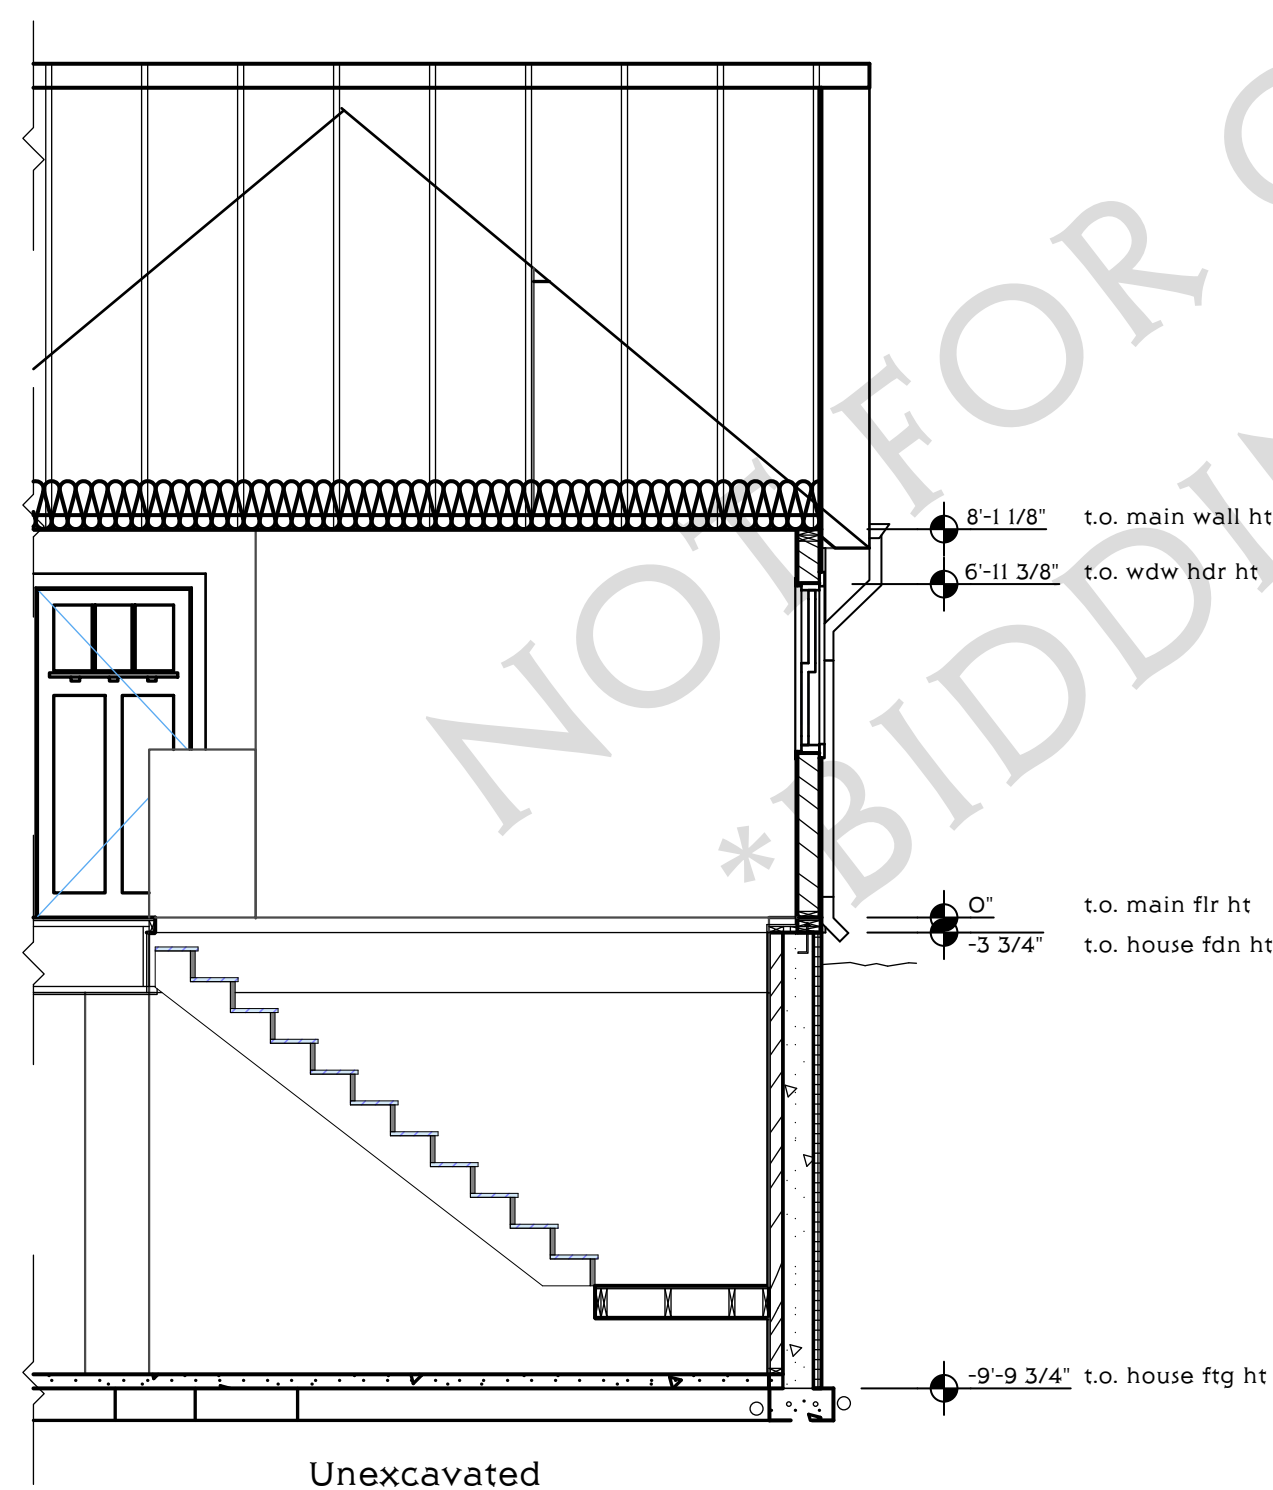 NOT FOR
*BIDDIN
8'-1 1/8" t.o. main wall ht
6'-11 3/8" t.o. wdw hdr ht
0" t.o. main flr ht
-3 3/4" t.o. house fdn ht
-9'-9 3/4" t.o. house ftg ht
Unexcavated